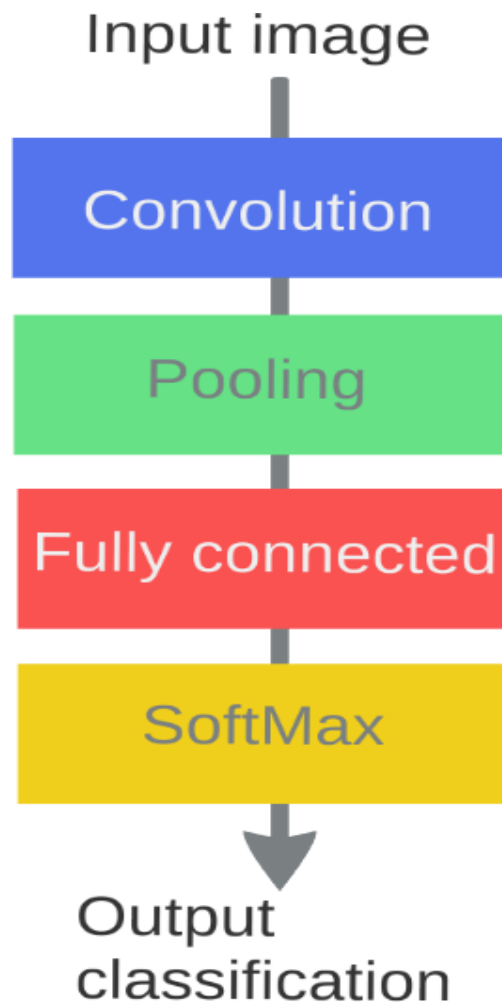 Input image
Convolution
Pooling
Fully connected
SoftMax
Output
classification